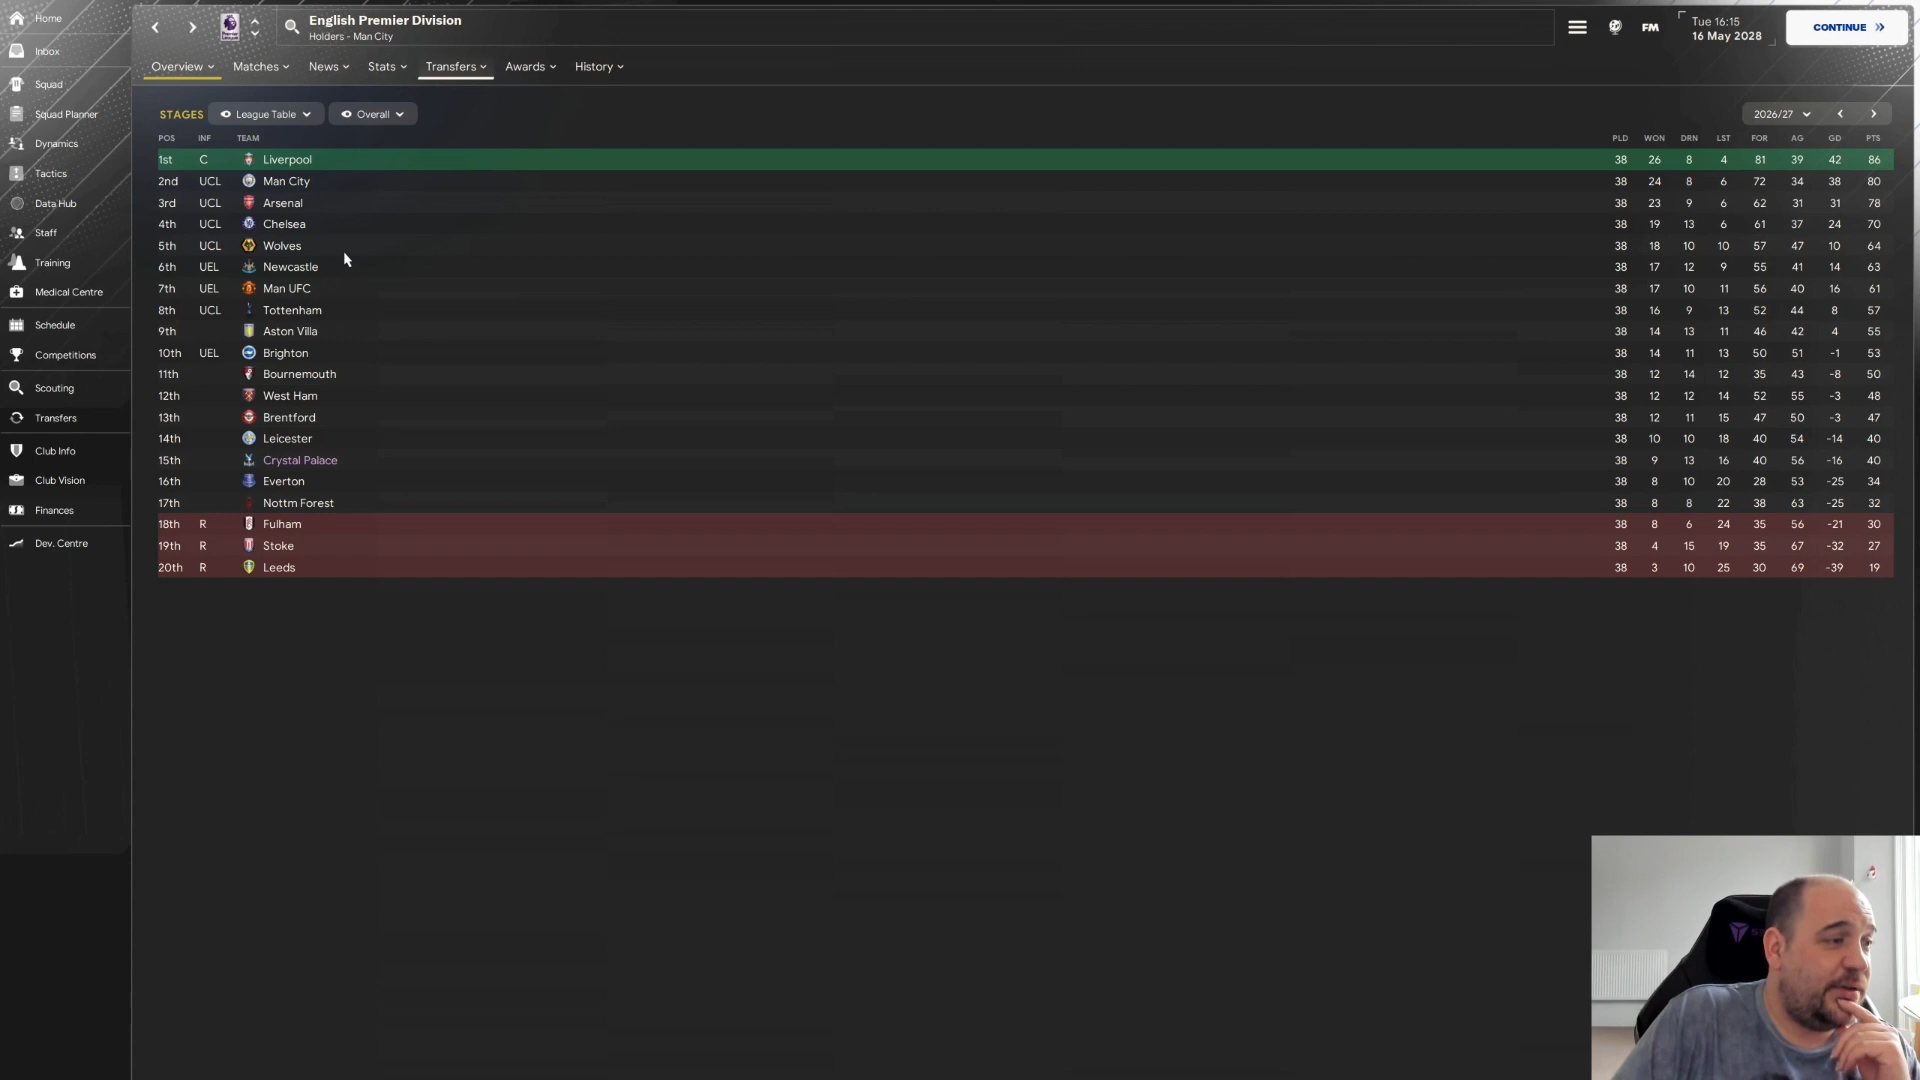 Home
Inbox
Squad
Squad Planner
Dynamics
Tactics
Data Hub
Staff
Training
Medical Centre
Schedule
Competitions
Scouting
Transfers
Club Info
Club Vision
Finances
Dev. Centre
English Premier Division
Holders - Man City
FM
Tue 16:15
16 May 2028
CONTINUE
Overview Matches News Stats Transfers Awards History
STAGES League Table Overall 2026/27
POS INF TEAM PLD WON DRN LST FOR AG GD PTS
1st C Liverpool 38 26 8 4 81 39 42 86
2nd UCL Man City 38 24 8 6 72 34 38 80
3rd UCL Arsenal 38 23 9 6 62 31 31 78
4th UCL Chelsea 38 19 13 6 61 37 24 70
5th UCL Wolves 38 18 10 10 57 47 10 64
6th UEL Newcastle 38 17 12 9 55 41 14 63
7th UEL Man UFC 38 17 10 11 56 40 16 61
8th UCL Tottenham 38 16 9 13 52 44 8 57
9th Aston Villa 38 14 13 11 46 42 4 55
10th UEL Brighton 38 14 11 13 50 51 -1 53
11th Bournemouth 38 12 14 12 35 43 -8 50
12th West Ham 38 12 12 14 52 55 -3 48
13th Brentford 38 12 11 15 47 50 -3 47
14th Leicester 38 10 10 18 40 54 -14 40
15th Crystal Palace 38 9 13 16 40 56 -16 40
16th Everton 38 8 10 20 28 53 -25 34
17th Nottm Forest 38 8 8 22 38 63 -25 32
18th R Fulham 38 8 6 24 35 56 -21 30
19th R Stoke 38 4 15 19 35 67 -32 27
20th R Leeds 38 3 10 25 30 69 -39 19